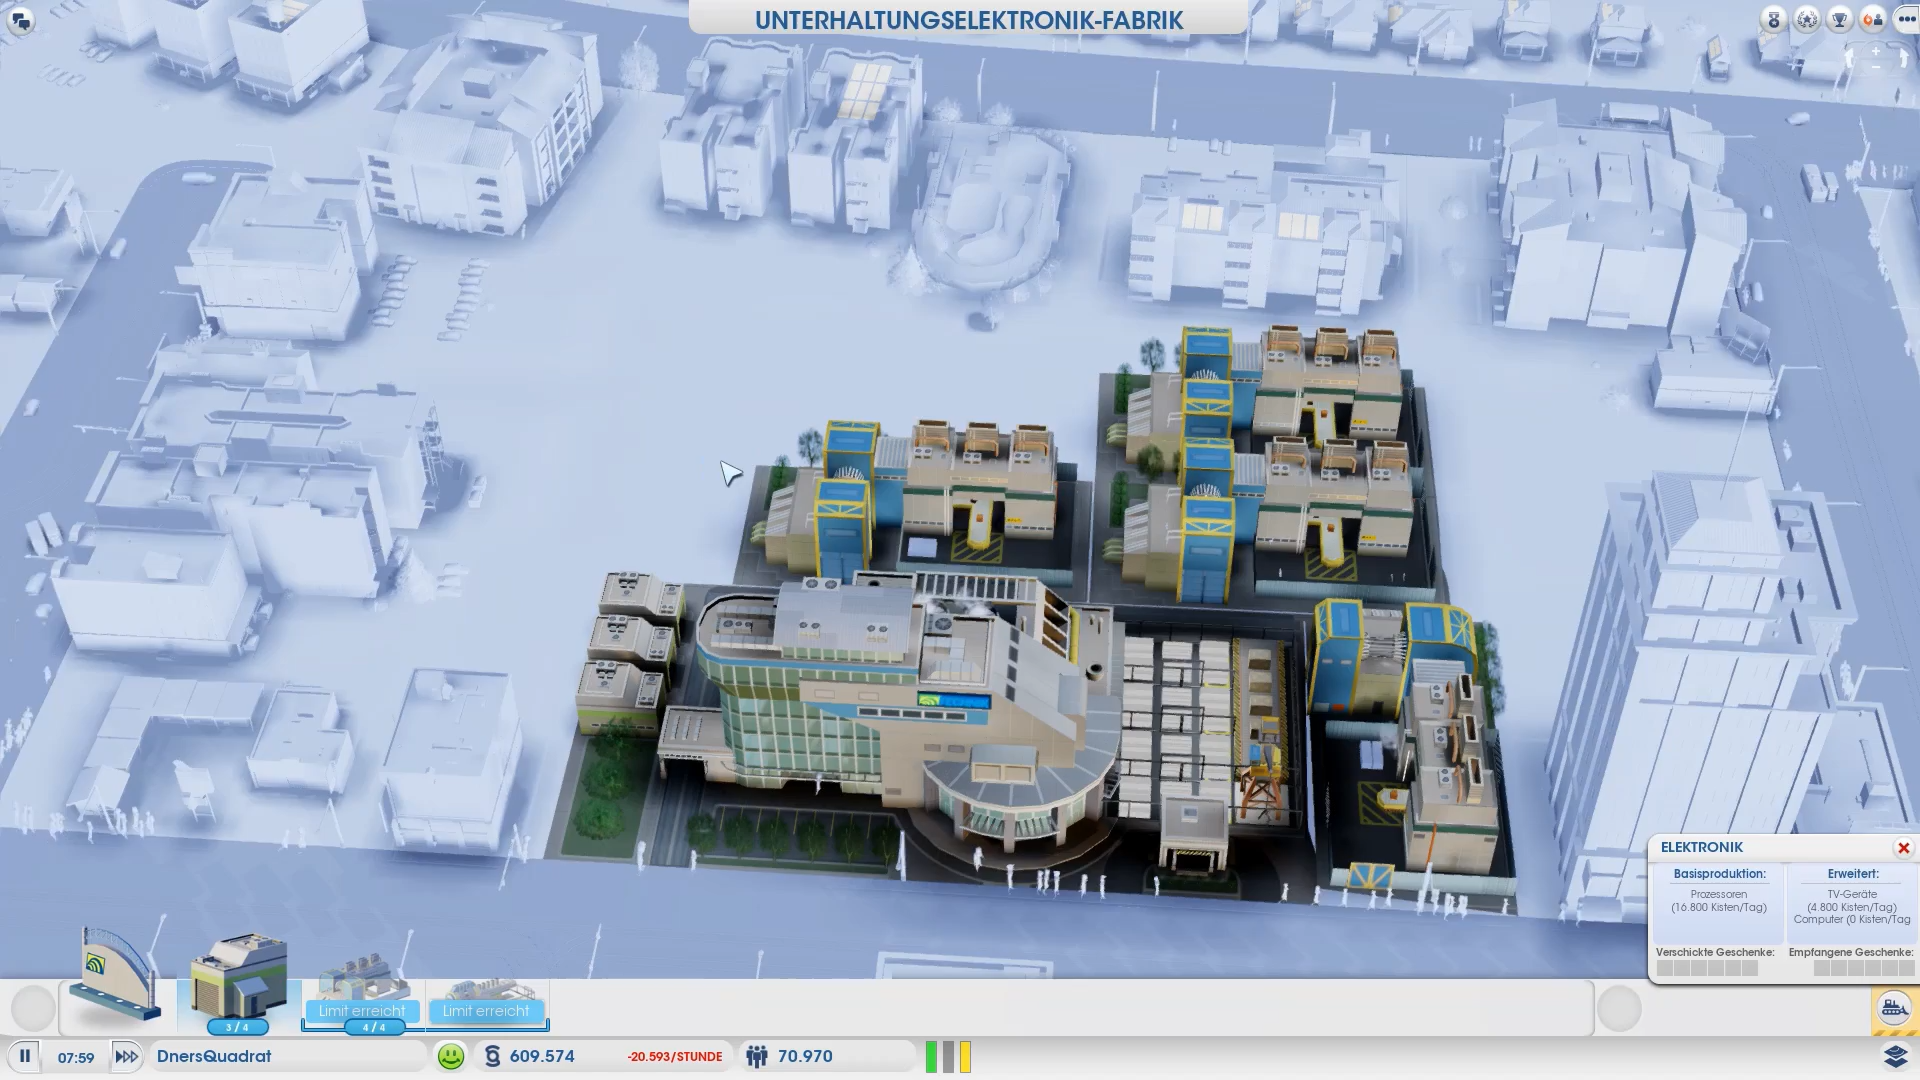 UNTERHALTUNGSELEKTRONIK-FABRIK
ELEKTRONIK
Basisproduktion:
Prozessoren
(16.800 Kisten/Tag)
Erweitert:
TV-Geräte
(4.800 Kisten/Tag)
Computer (0 Kisten/Tag
Verschickte Geschenke:
Empfangene Geschenke:
3 / 4
Limit erreicht
4 / 4
Limit erreicht
07:59
DnersQuadrat
609.574
-20.593/STUNDE
70.970